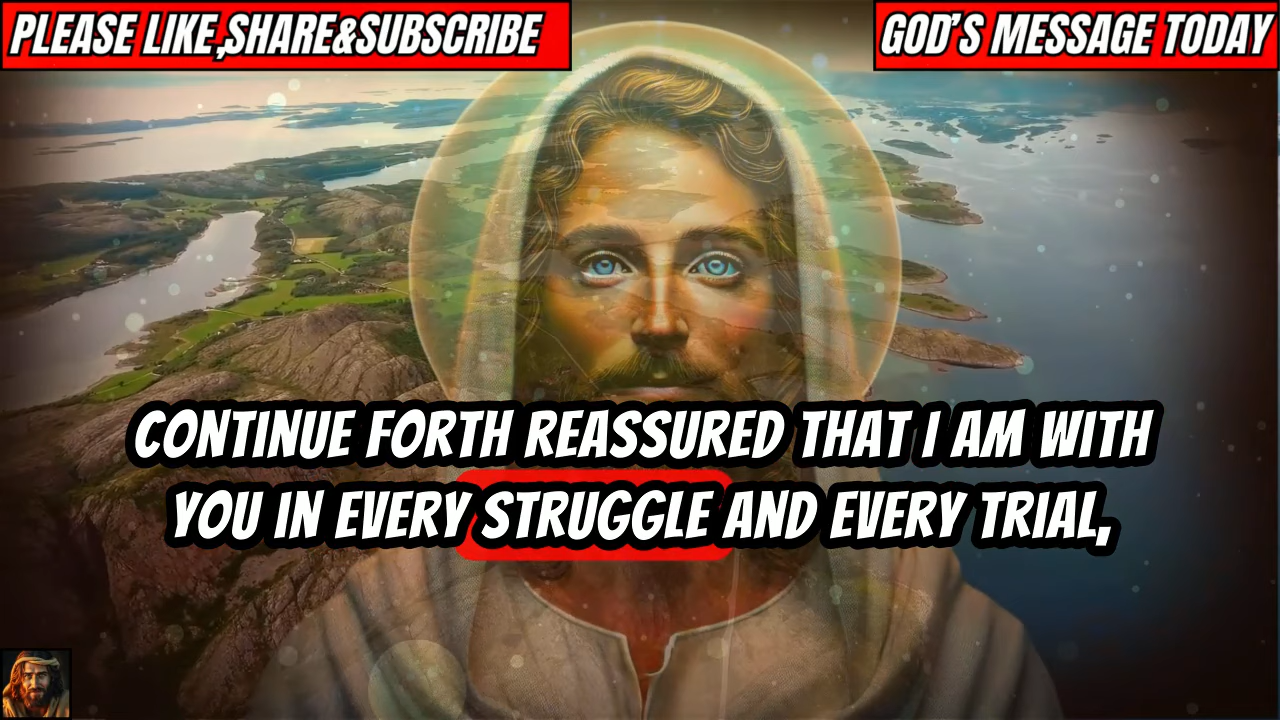 PLEASE LIKE,SHARE&SUBSCRIBE
GOD'S MESSAGE TODAY
CONTINUE FORTH REASSURED THAT I AM WITH
YOU IN EVERY STRUGGLE AND EVERY TRIAL,